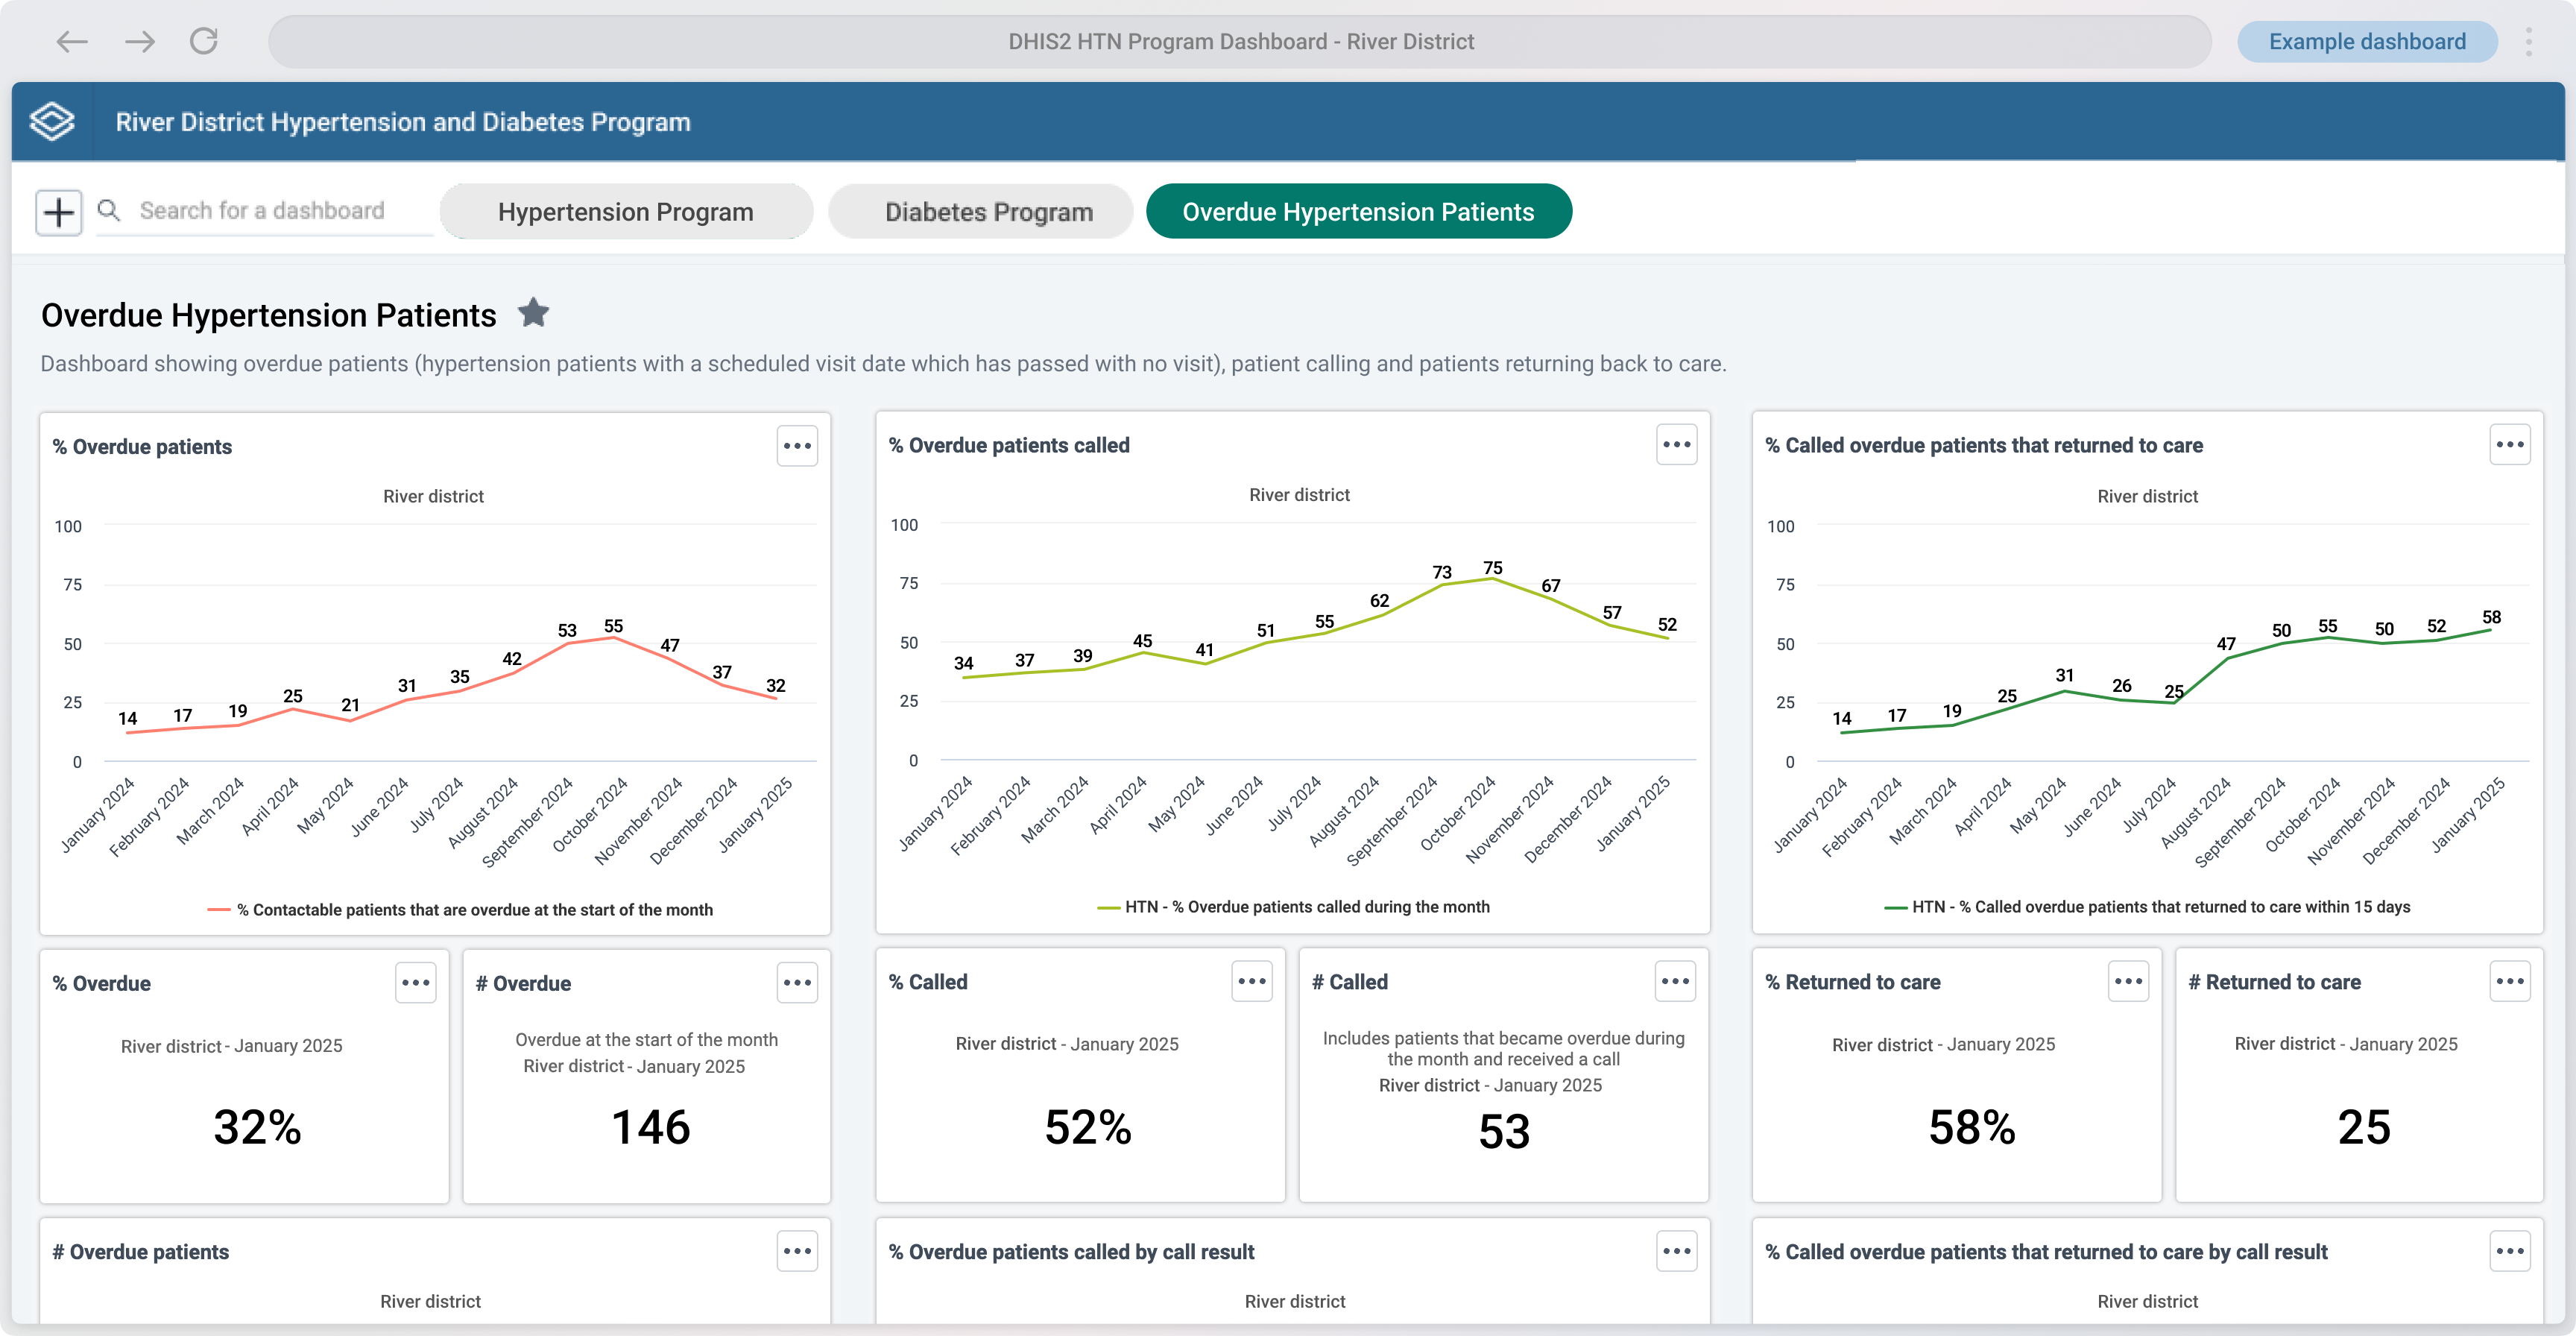 DHIS2 HTN Program Dashboard - River District
Example dashboard
River District Hypertension and Diabetes Program
Search for a dashboard
Hypertension Program
Diabetes Program
Overdue Hypertension Patients
Overdue Hypertension Patients
Dashboard showing overdue patients (hypertension patients with a scheduled visit date which has passed with no visit), patient calling and patients returning back to care.
% Overdue patients
River district
100
75
50
25
0
14 17 19 25 21 31 35 42 53 55 47 37 32
January 2024
February 2024
March 2024
April 2024
May 2024
June 2024
July 2024
August 2024
September 2024
October 2024
November 2024
December 2024
January 2025
% Contactable patients that are overdue at the start of the month
% Overdue patients called
River district
100
75
50
25
0
34 37 39 45 41 51 55 62 73 75 67 57 52
January 2024
February 2024
March 2024
April 2024
May 2024
June 2024
July 2024
August 2024
September 2024
October 2024
November 2024
December 2024
January 2025
HTN - % Overdue patients called during the month
% Called overdue patients that returned to care
River district
100
75
50
25
0
14 17 19 25 31 26 25 47 50 55 50 52 58
January 2024
February 2024
March 2024
April 2024
May 2024
June 2024
July 2024
August 2024
September 2024
October 2024
November 2024
December 2024
January 2025
HTN - % Called overdue patients that returned to care within 15 days
% Overdue
River district - January 2025
32%
# Overdue
Overdue at the start of the month
River district - January 2025
146
% Called
River district - January 2025
52%
# Called
Includes patients that became overdue during
the month and received a call
River district - January 2025
53
% Returned to care
River district - January 2025
58%
# Returned to care
River district - January 2025
25
# Overdue patients
River district
% Overdue patients called by call result
River district
% Called overdue patients that returned to care by call result
River district